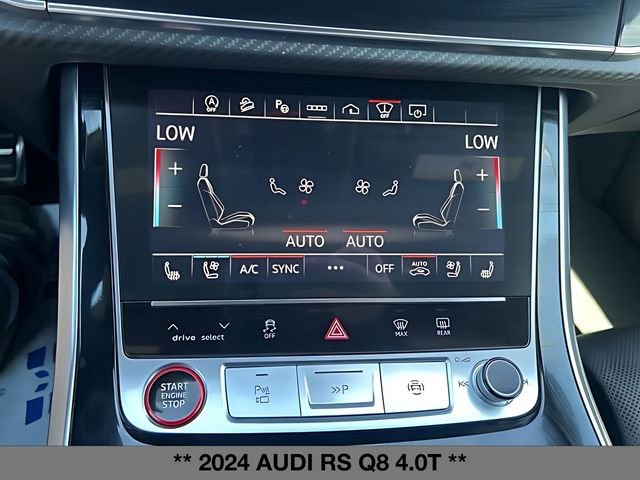 A OFF P OFF
LOW LOW
+ +
− −
AUTO AUTO
A/C SYNC ••• OFF AUTO
drive select OFF MAX REAR
START
ENGINE
STOP
P >>P
** 2024 AUDI RS Q8 4.0T **